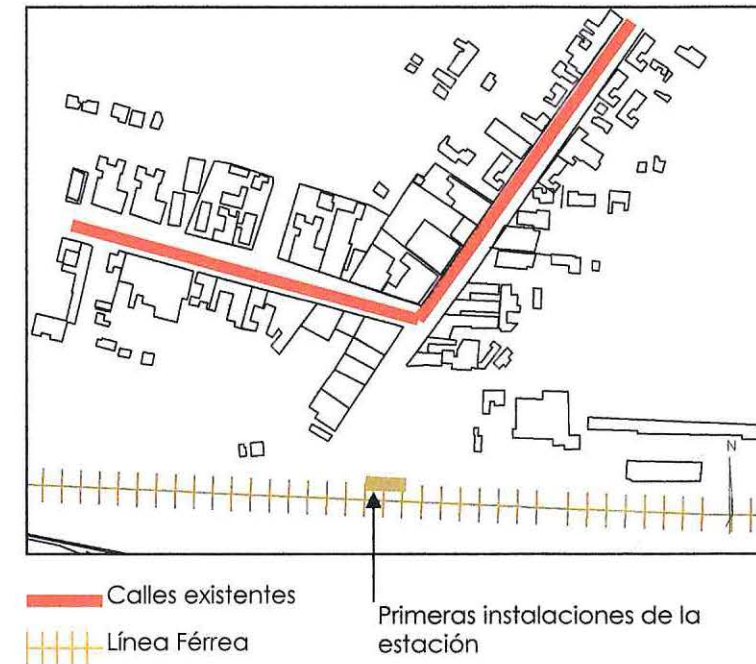 N
Calles existentes
Línea Férrea
Primeras instalaciones de la
estación